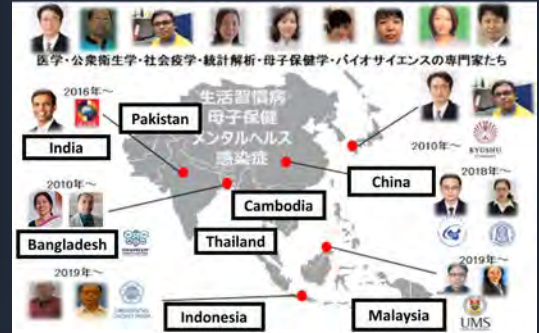 医学・公衆衛生学・社会疫学・統計解析・母子保健学・バイオサイエンスの専門家たち
2016年～
生活習慣病
母子保健
メンタルヘルス
感染症
Pakistan
India
2010年～
KYUSHU
China
2018年～
2010年～
Cambodia
Bangladesh
Thailand
2019年～
2019年～
Indonesia
Malaysia
UMS